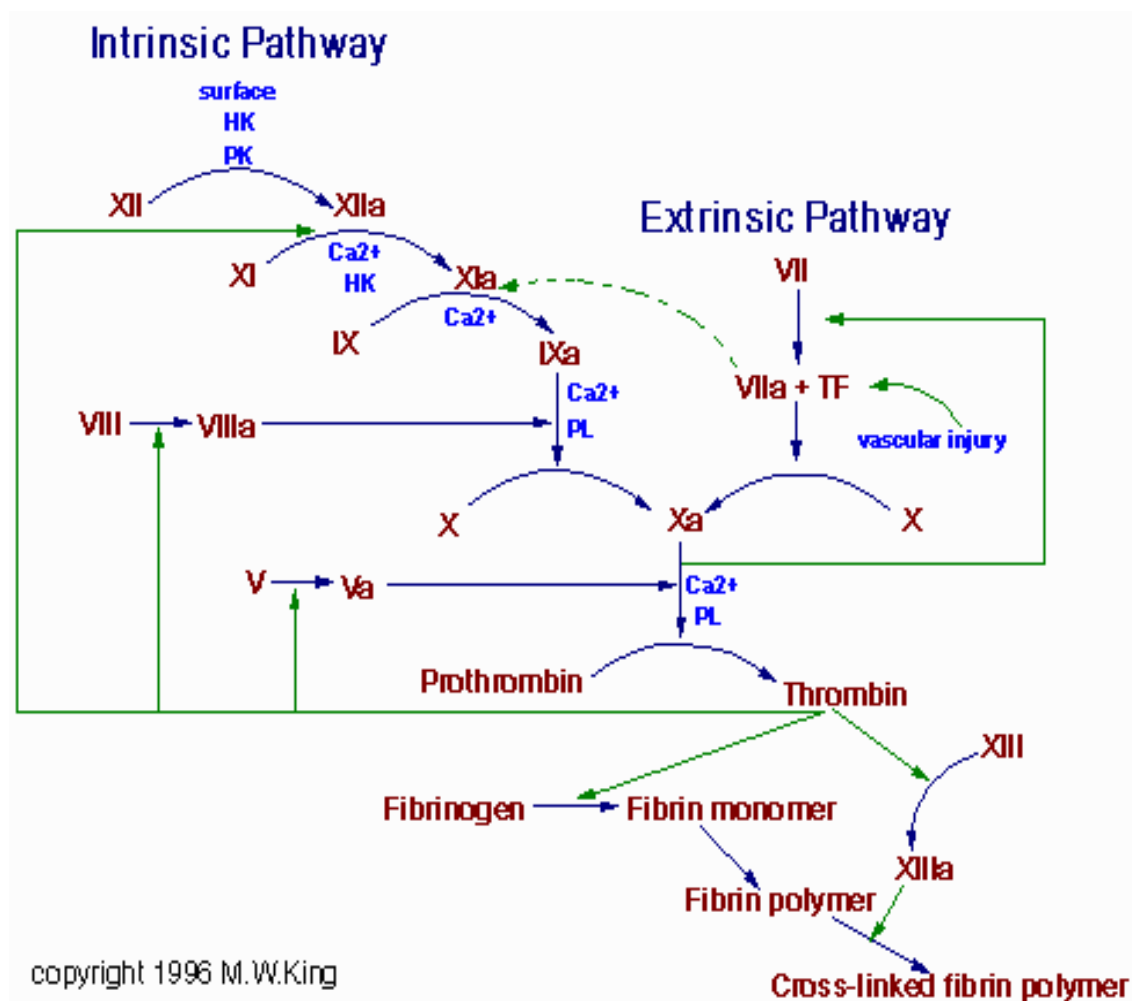 Intrinsic Pathway
surface
HK
PK
XII
XIIa
Extrinsic Pathway
XI
Ca2+
HK
XIa
VII
IX
Ca2+
IXa
VIIa + TF
Ca2+
PL
VIII
VIIIa
vascular injury
X
Xa
X
V
Va
Ca2+
PL
Prothrombin
Thrombin
XIII
Fibrinogen
Fibrin monomer
XIIIa
Fibrin polymer
copyright 1996 M.W.King
Cross-linked fibrin polymer